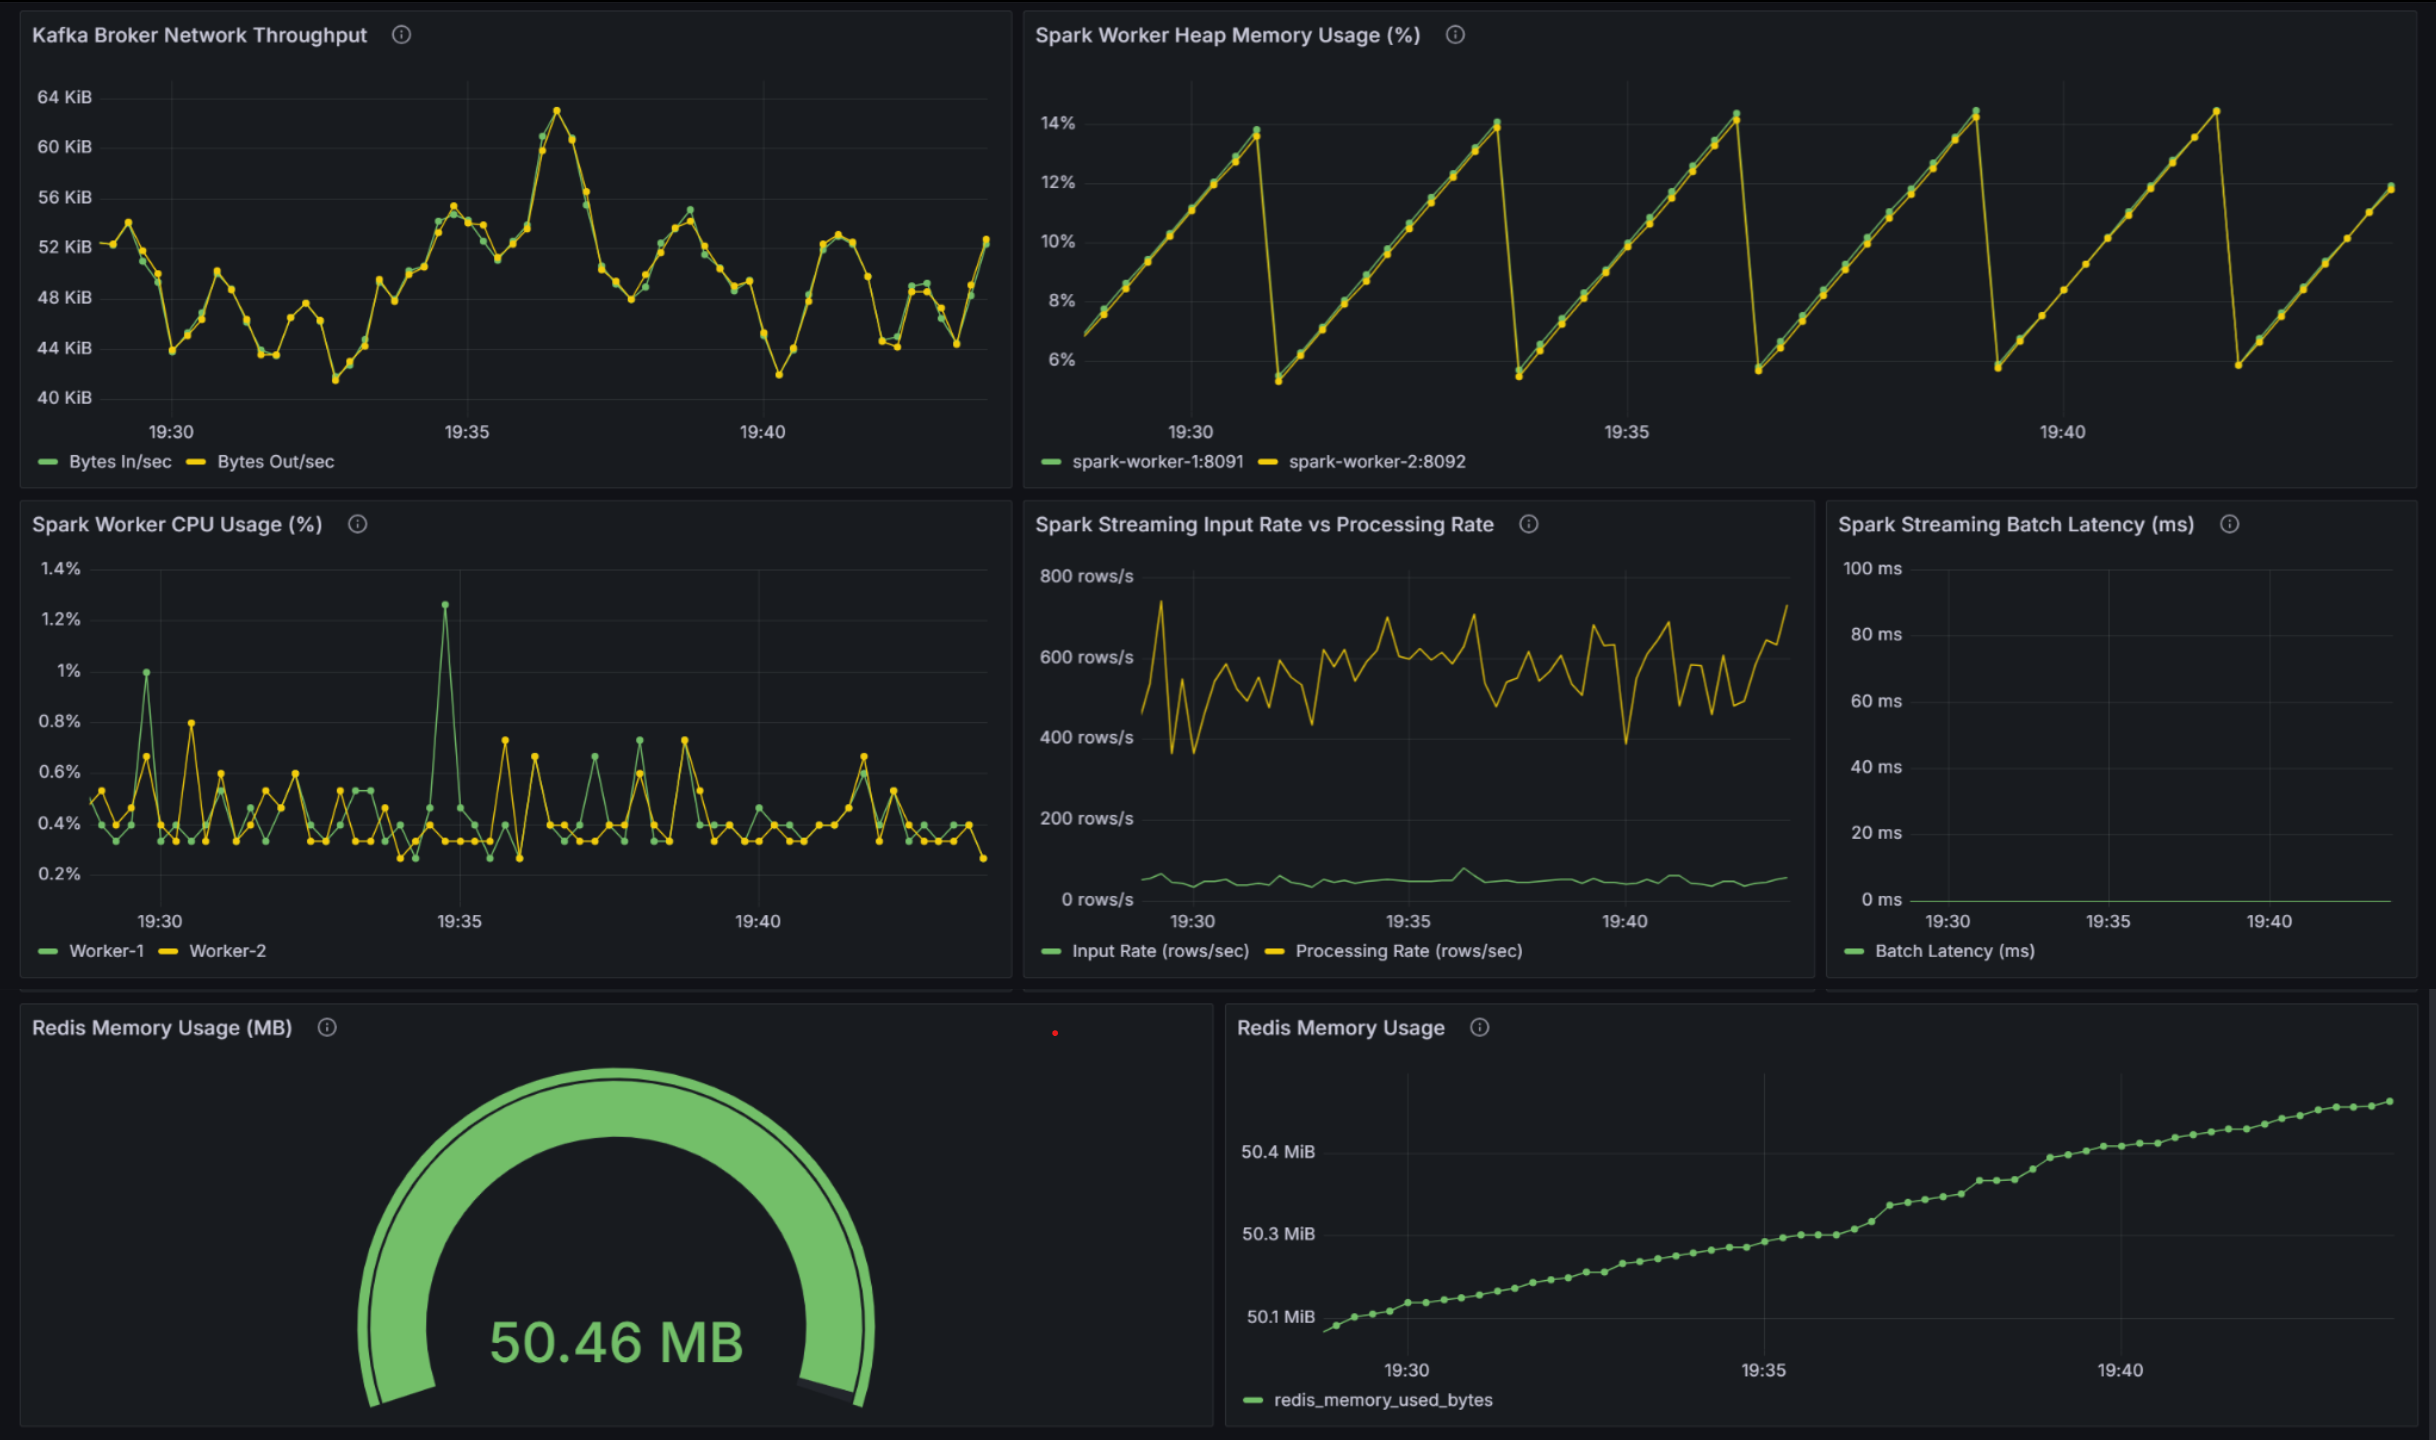 Kafka Broker Network Throughput
64 KiB
60 KiB
56 KiB
52 KiB
48 KiB
44 KiB
40 KiB
19:30 19:35 19:40
Bytes In/sec Bytes Out/sec
Spark Worker Heap Memory Usage (%)
14%
12%
10%
8%
6%
19:30 19:35 19:40
spark-worker-1:8091 spark-worker-2:8092
Spark Worker CPU Usage (%)
1.4%
1.2%
1%
0.8%
0.6%
0.4%
0.2%
19:30 19:35 19:40
Worker-1 Worker-2
Spark Streaming Input Rate vs Processing Rate
800 rows/s
600 rows/s
400 rows/s
200 rows/s
0 rows/s
19:30 19:35 19:40
Input Rate (rows/sec) Processing Rate (rows/sec)
Spark Streaming Batch Latency (ms)
100 ms
80 ms
60 ms
40 ms
20 ms
0 ms
19:30 19:35 19:40
Batch Latency (ms)
Redis Memory Usage (MB)
50.46 MB
Redis Memory Usage
50.4 MiB
50.3 MiB
50.1 MiB
19:30 19:35 19:40
redis_memory_used_bytes